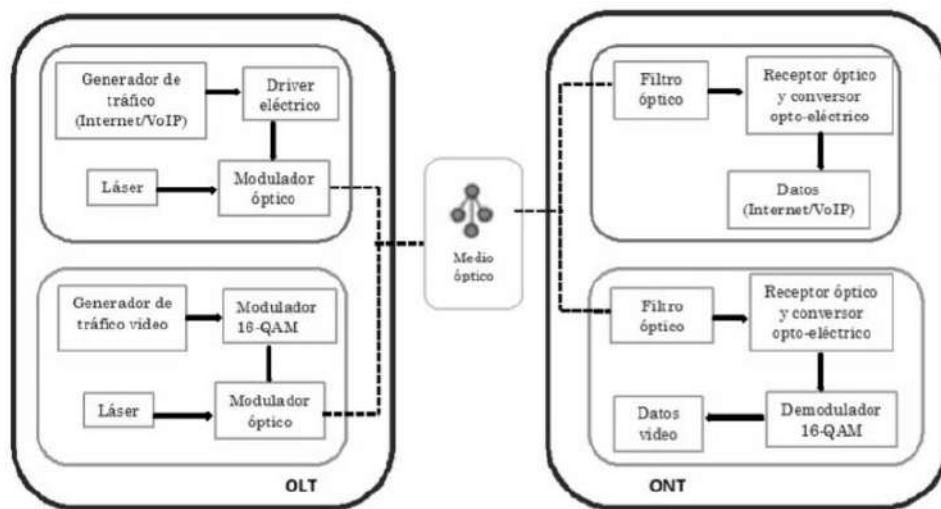 Generador de
tráfico
(Internet/VoIP)
Driver
eléctrico
Láser
Modulador
óptico
Generador de
tráfico video
Modulador
16-QAM
Láser
Modulador
óptico
OLT
Medio
óptico
Filtro
óptico
Receptor óptico
y conversor
opto-eléctrico
Datos
(Internet/VoIP)
Filtro
óptico
Receptor óptico
y conversor
opto-eléctrico
Datos
video
Demodulador
16-QAM
ONT